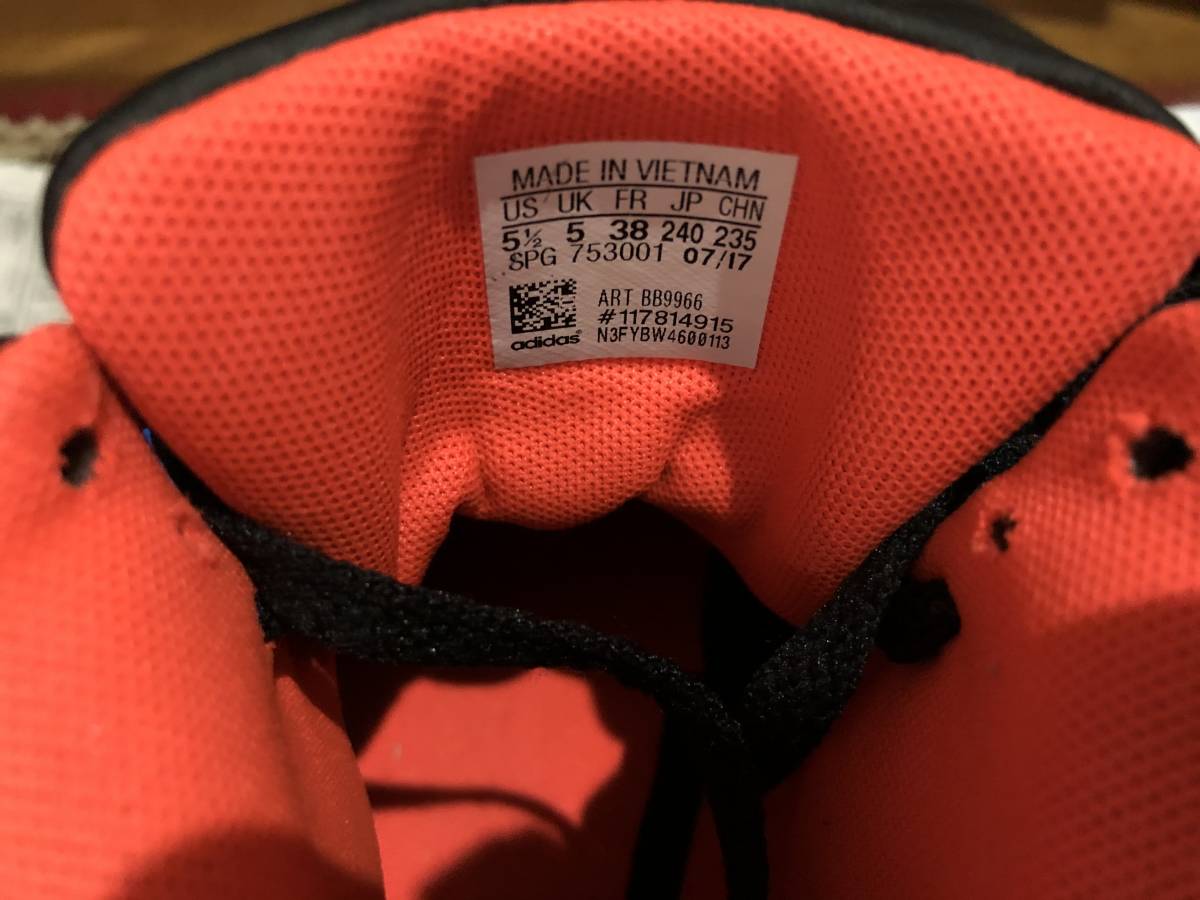 MADE IN VIETNAM
US UK FR JP CHN
5½ 5 38 240 235
SPG 753001 07/17
ART BB9966
#117814915
adidas® N3FYBW4600113